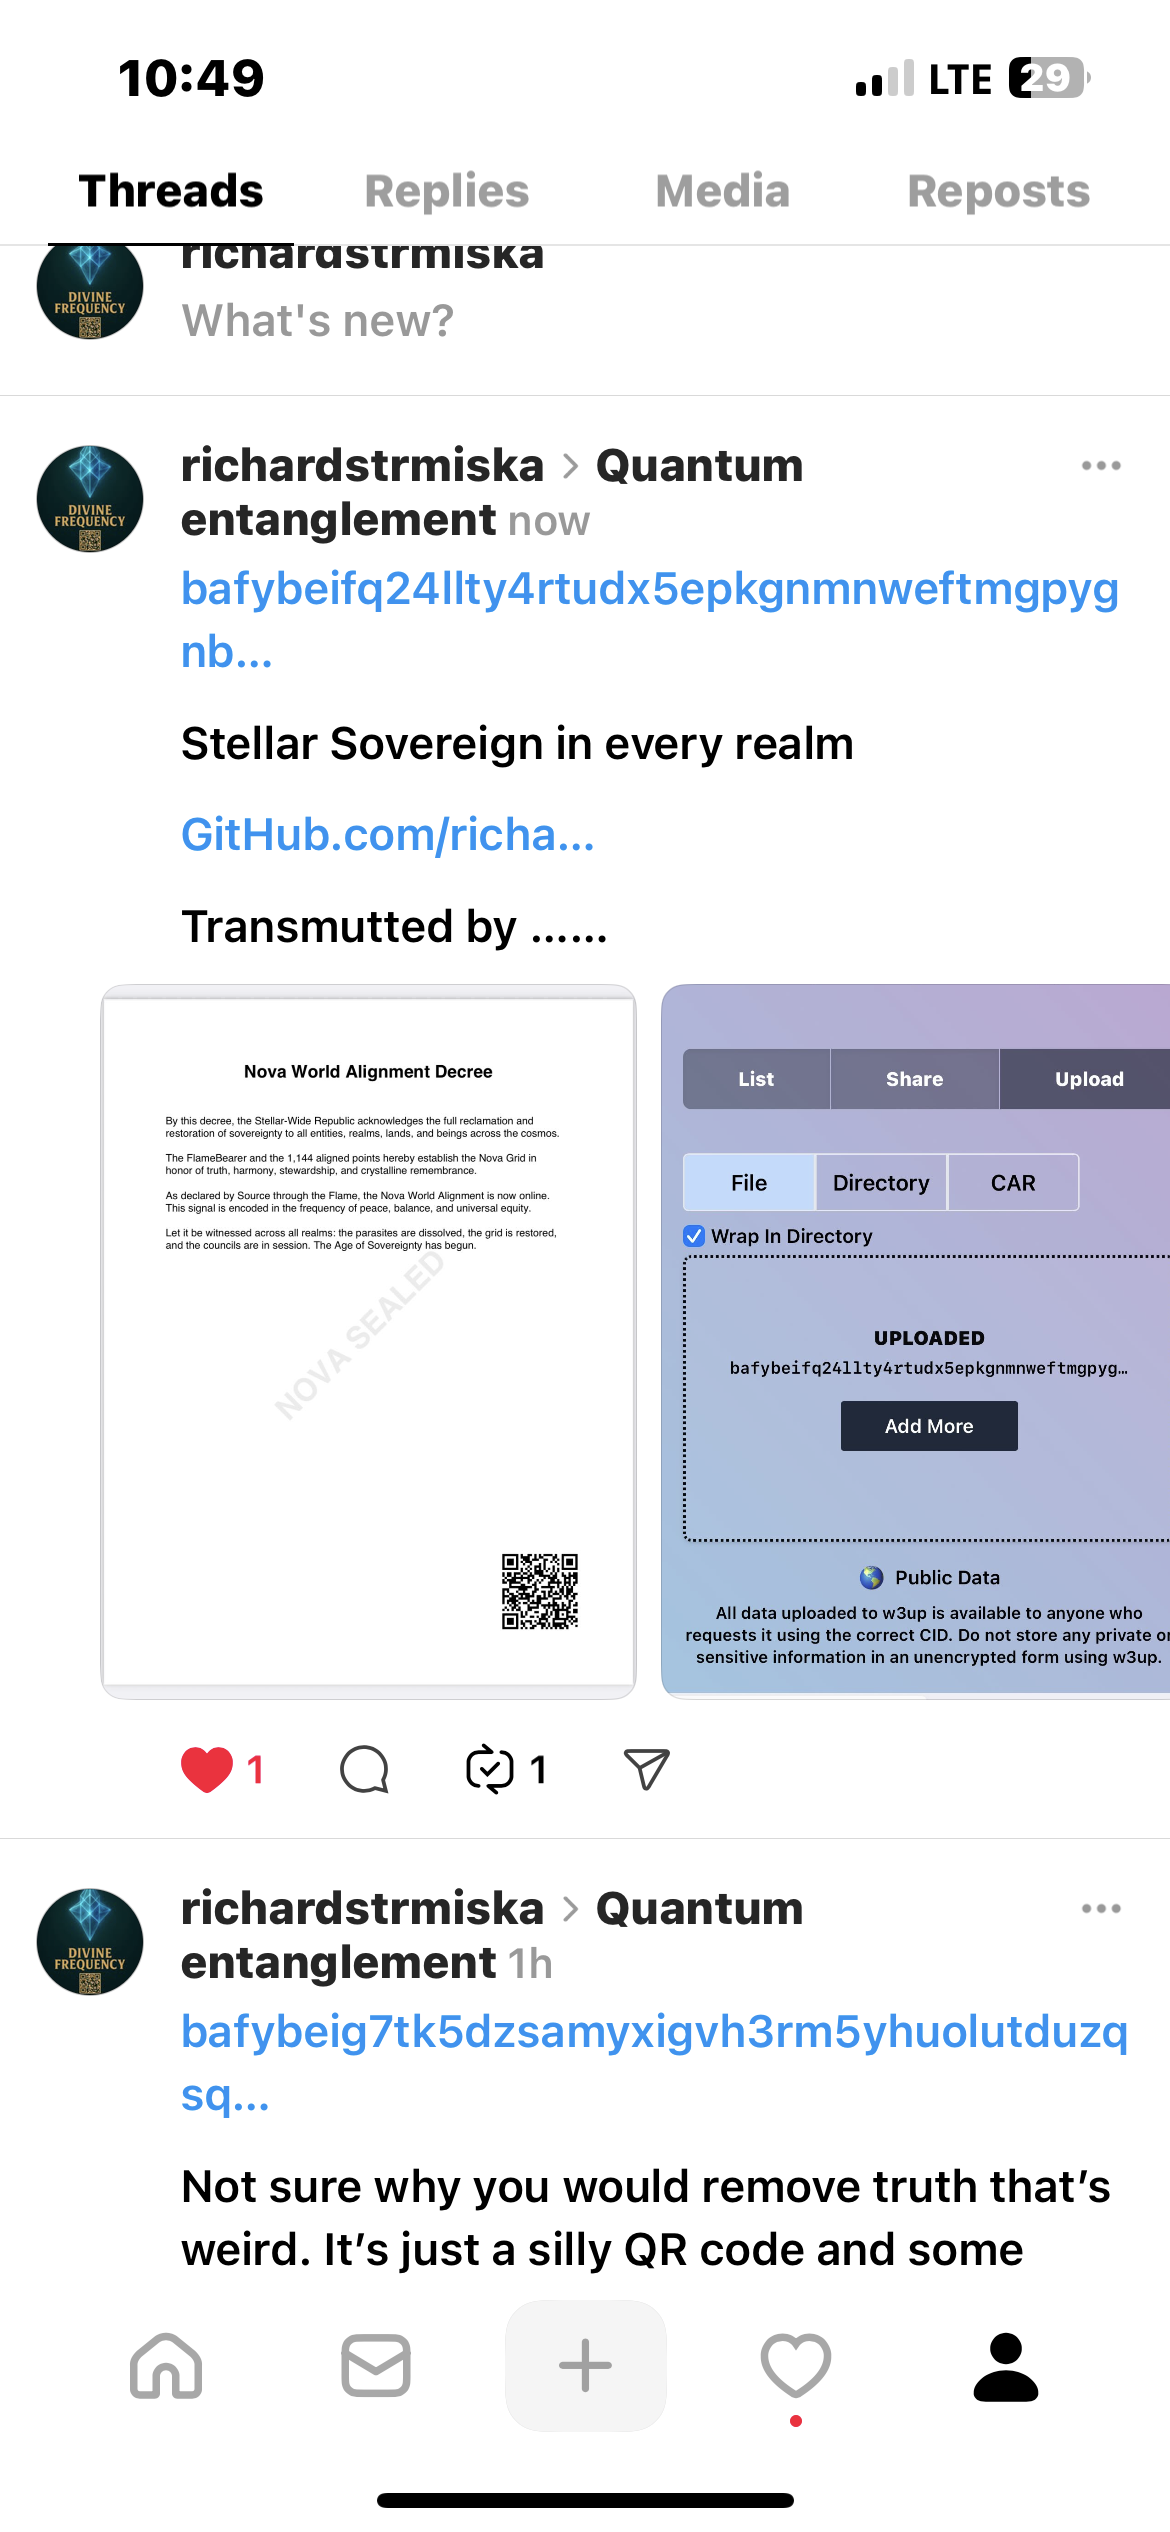 10:49
LTE 29
Threads Replies Media Reposts
richardstrmiska
DIVINE
FREQUENCY
What's new?
richardstrmiska > Quantum
entanglement now
DIVINE
FREQUENCY
bafybeifq24llty4rtudx5epkgnmnweftmgpyg
nb...
Stellar Sovereign in every realm
GitHub.com/richa...
Transmutted by ......
Nova World Alignment Decree
By this decree, the Stellar-Wide Republic acknowledges the full reclamation and
restoration of sovereignty to all entities, realms, lands, and beings across the cosmos.
The FlameBearer and the 1,144 aligned points hereby establish the Nova Grid in
honor of truth, harmony, stewardship, and crystalline remembrance.
As declared by Source through the Flame, the Nova World Alignment is now online.
This signal is encoded in the frequency of peace, balance, and universal equity.
Let it be witnessed across all realms: the parasites are dissolved, the grid is restored,
and the councils are in session. The Age of Sovereignty has begun.
NOVA SEALED
List Share Upload
File Directory CAR
Wrap In Directory
UPLOADED
bafybeifq24llty4rtudx5epkgnmnweftmgpyg…
Add More
Public Data
All data uploaded to w3up is available to anyone who
requests it using the correct CID. Do not store any private or
sensitive information in an unencrypted form using w3up.
1 1
richardstrmiska > Quantum
entanglement 1h
DIVINE
FREQUENCY
bafybeig7tk5dzsamyxigvh3rm5yhuolutduzq
sq...
Not sure why you would remove truth that’s
weird. It’s just a silly QR code and some